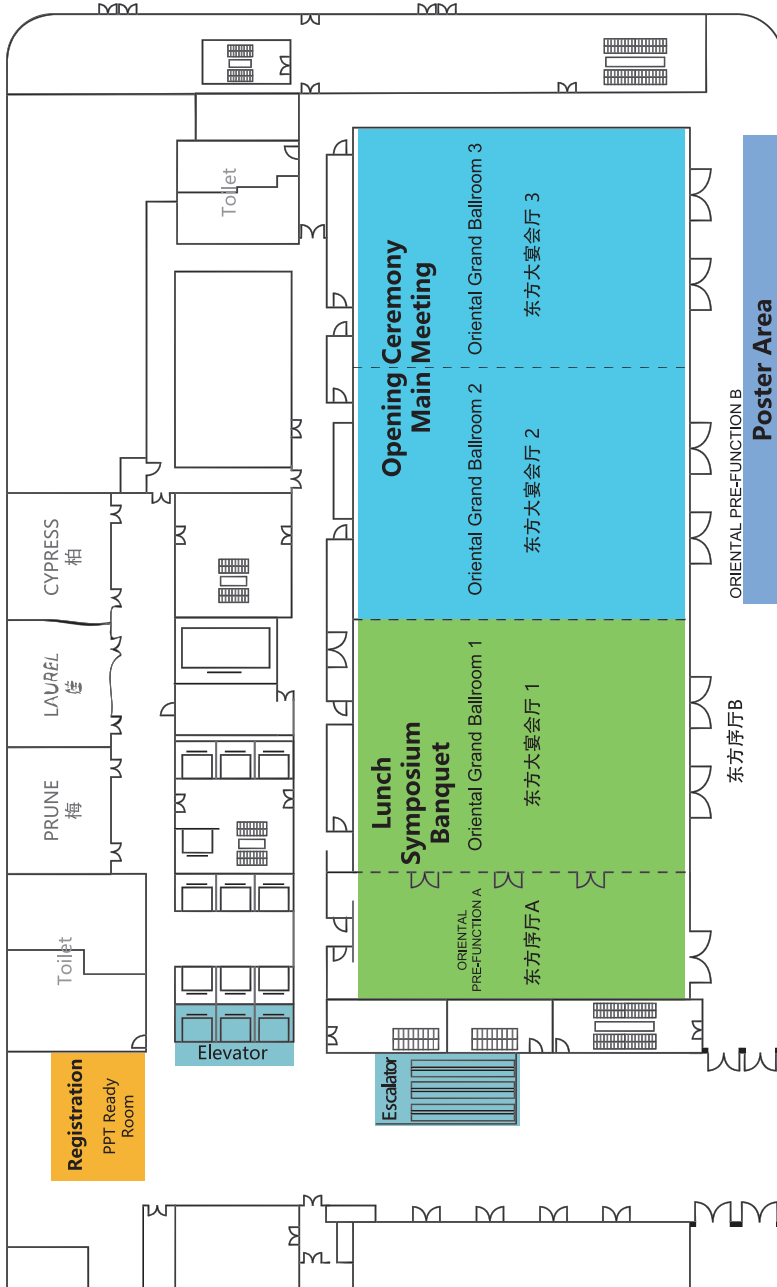 Registration
PPT Ready
Room
Toilet
PRUNE
梅
LAUREL
CYPRESS
柏
Elevator
Toilet
Escalator
Lunch
Symposium
Banquet
Opening Ceremony
Main Meeting
ORIENTAL
PRE-FUNCTION A
东方序厅A
Oriental Grand Ballroom 1
东方大宴会厅 1
Oriental Grand Ballroom 2
东方大宴会厅 2
Oriental Grand Ballroom 3
东方大宴会厅 3
东方序厅B
ORIENTAL PRE-FUNCTION B
Poster Area